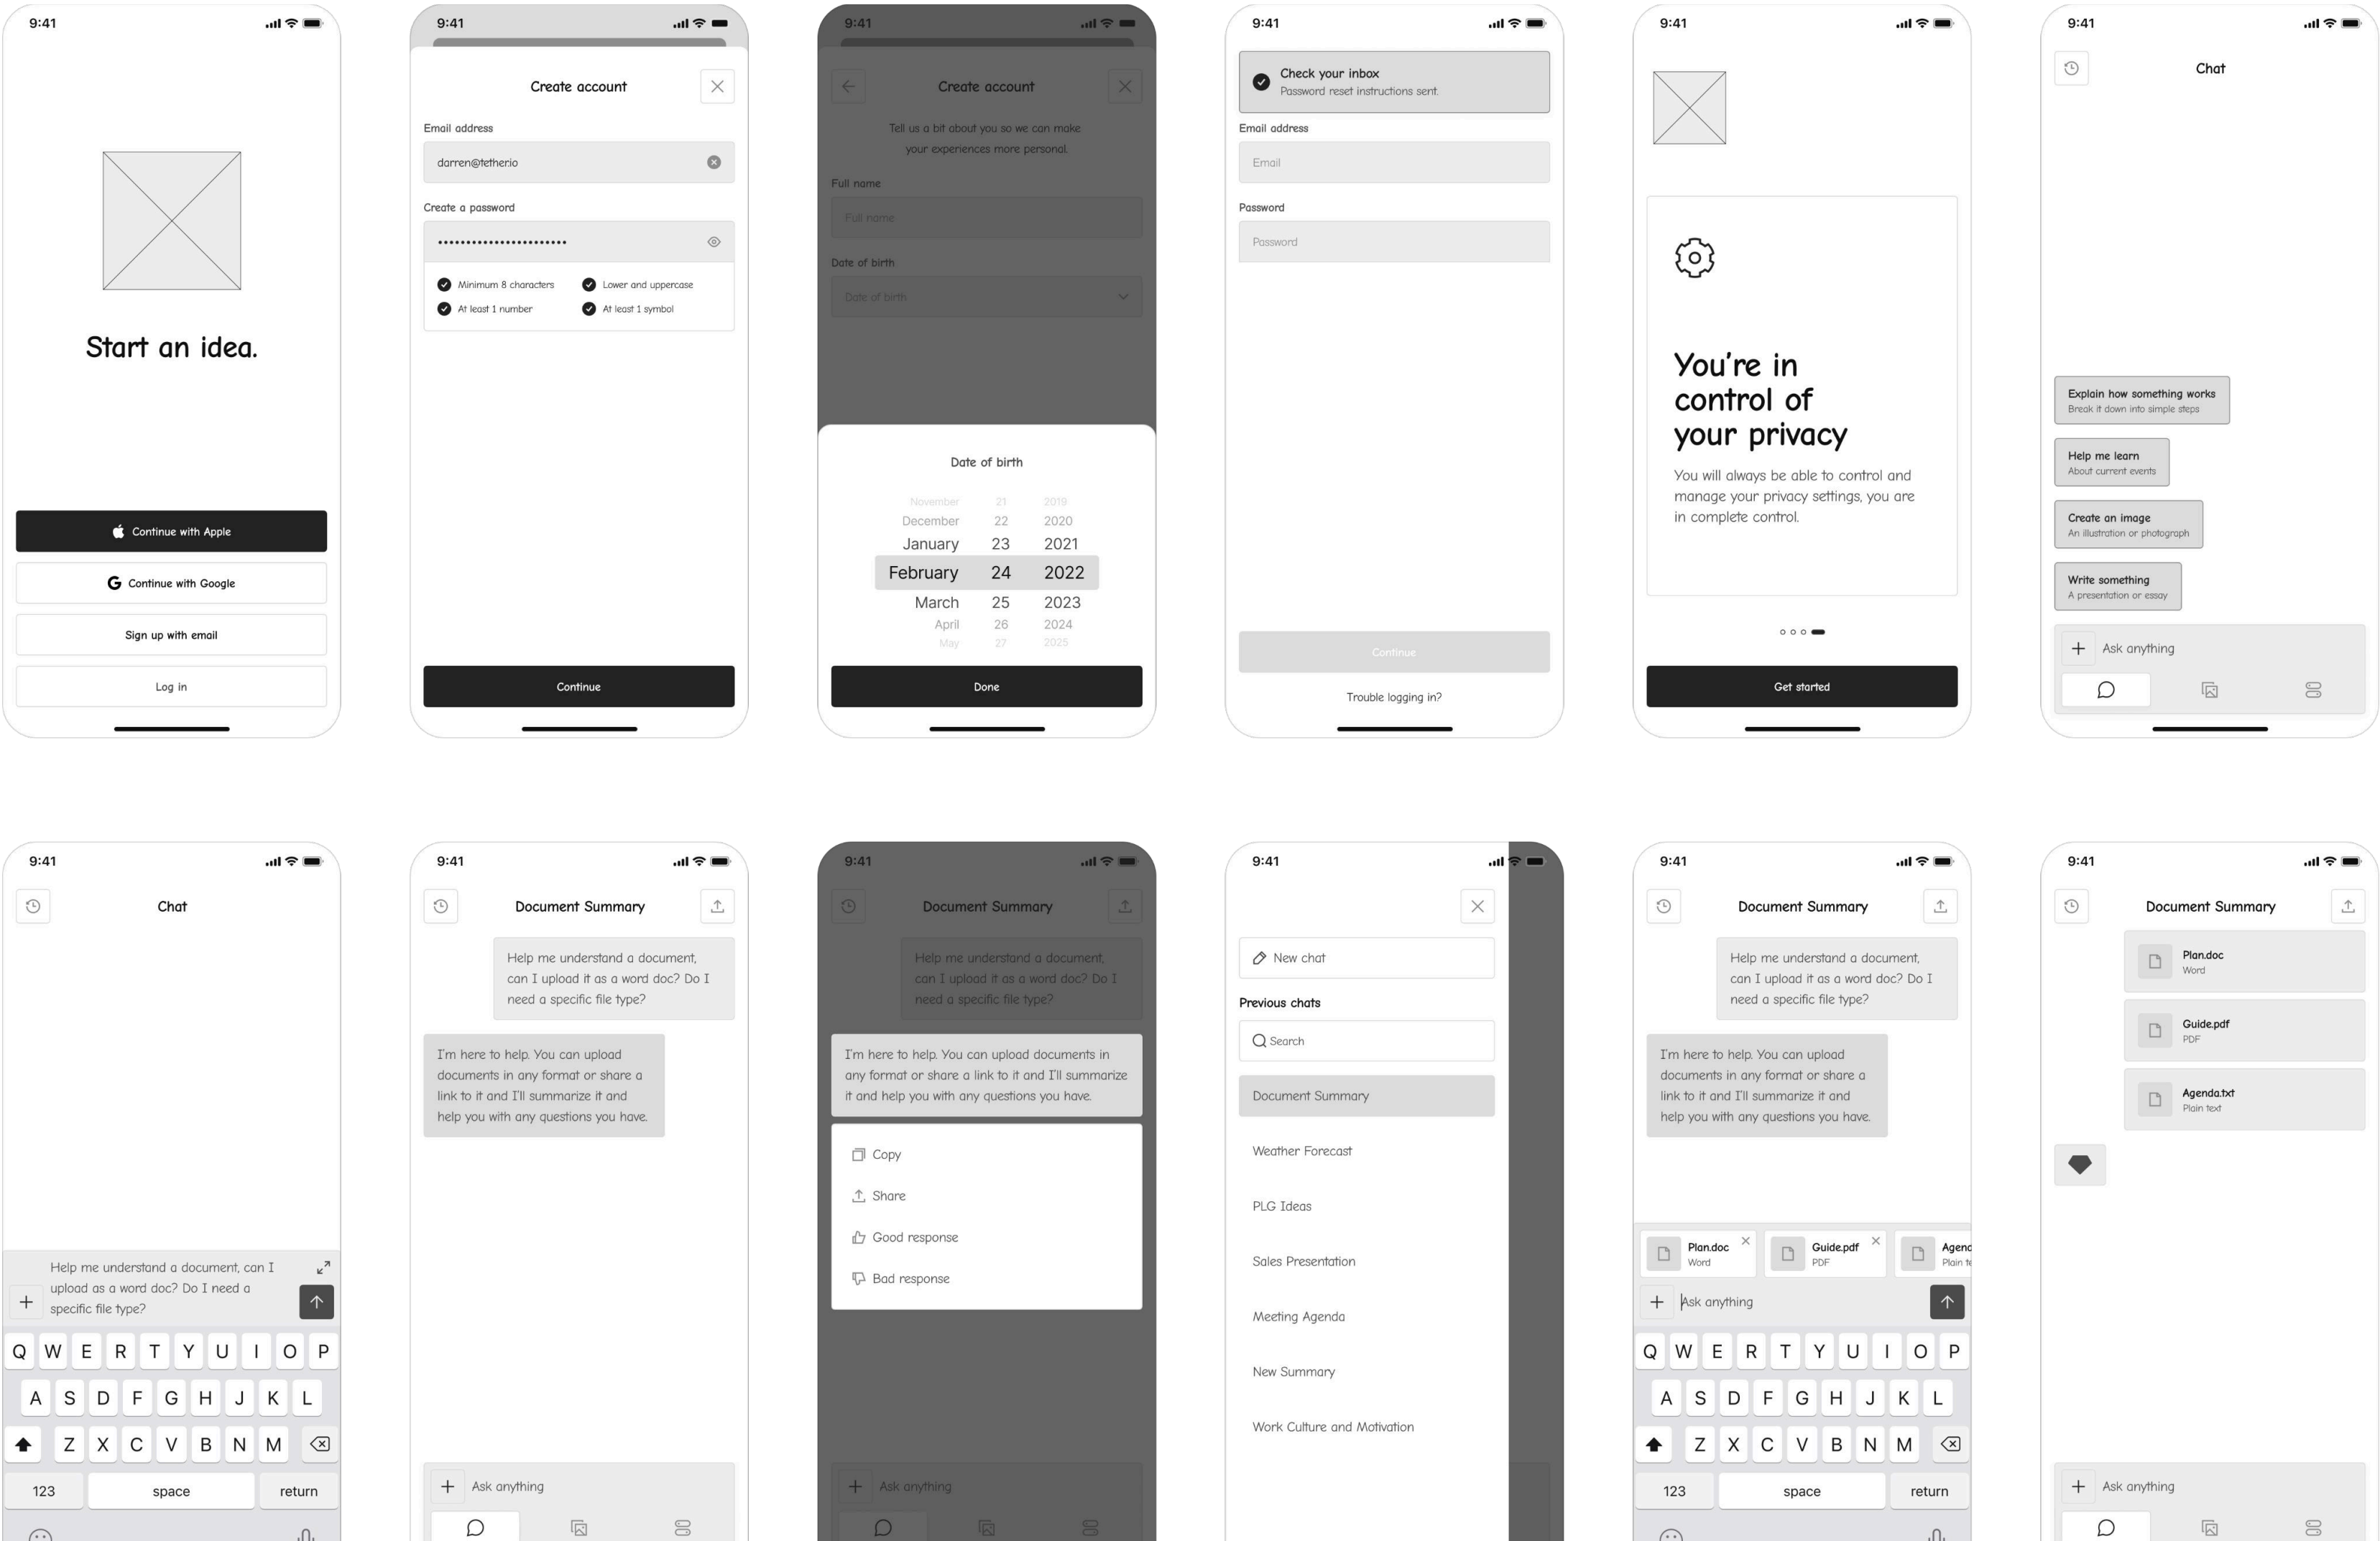 9:41
Start an idea.
Continue with Apple
Continue with Google
Sign up with email
Log in
9:41
Create account
Email address
darren@tether.io
Create a password
Minimum 8 characters
Lower and uppercase
At least 1 number
At least 1 symbol
Continue
9:41
Create account
Tell us a bit about you so we can make
your experiences more personal.
Full name
Full name
Date of birth
Date of birth
Date of birth
November 21 2019
December 22 2020
January 23 2021
February 24 2022
March 25 2023
April 26 2024
May 27 2025
Done
9:41
Check your inbox
Password reset instructions sent.
Email address
Email
Password
Password
Continue
Trouble logging in?
9:41
You're in
control of
your privacy
You will always be able to control and
manage your privacy settings, you are
in complete control.
Get started
9:41
Chat
Explain how something works
Break it down into simple steps
Help me learn
About current events
Create an image
An illustration or photograph
Write something
A presentation or essay
Ask anything
9:41
Chat
Help me understand a document, can I
upload as a word doc? Do I need a
specific file type?
Q W E R T Y U I O P
A S D F G H J K L
Z X C V B N M
123 space return
9:41
Document Summary
Help me understand a document,
can I upload it as a word doc? Do I
need a specific file type?
I'm here to help. You can upload
documents in any format or share a
link to it and I'll summarize it and
help you with any questions you have.
Ask anything
9:41
Document Summary
Help me understand a document,
can I upload it as a word doc? Do I
need a specific file type?
I'm here to help. You can upload documents in
any format or share a link to it and I'll summarize
it and help you with any questions you have.
Copy
Share
Good response
Bad response
Ask anything
9:41
New chat
Previous chats
Search
Document Summary
Weather Forecast
PLG Ideas
Sales Presentation
Meeting Agenda
New Summary
Work Culture and Motivation
9:41
Document Summary
Help me understand a document,
can I upload it as a word doc? Do I
need a specific file type?
I'm here to help. You can upload
documents in any format or share a
link to it and I'll summarize it and
help you with any questions you have.
Plan.doc
Word
Guide.pdf
PDF
Agend
Plain te
Ask anything
Q W E R T Y U I O P
A S D F G H J K L
Z X C V B N M
123 space return
9:41
Document Summary
Plan.doc
Word
Guide.pdf
PDF
Agenda.txt
Plain text
Ask anything